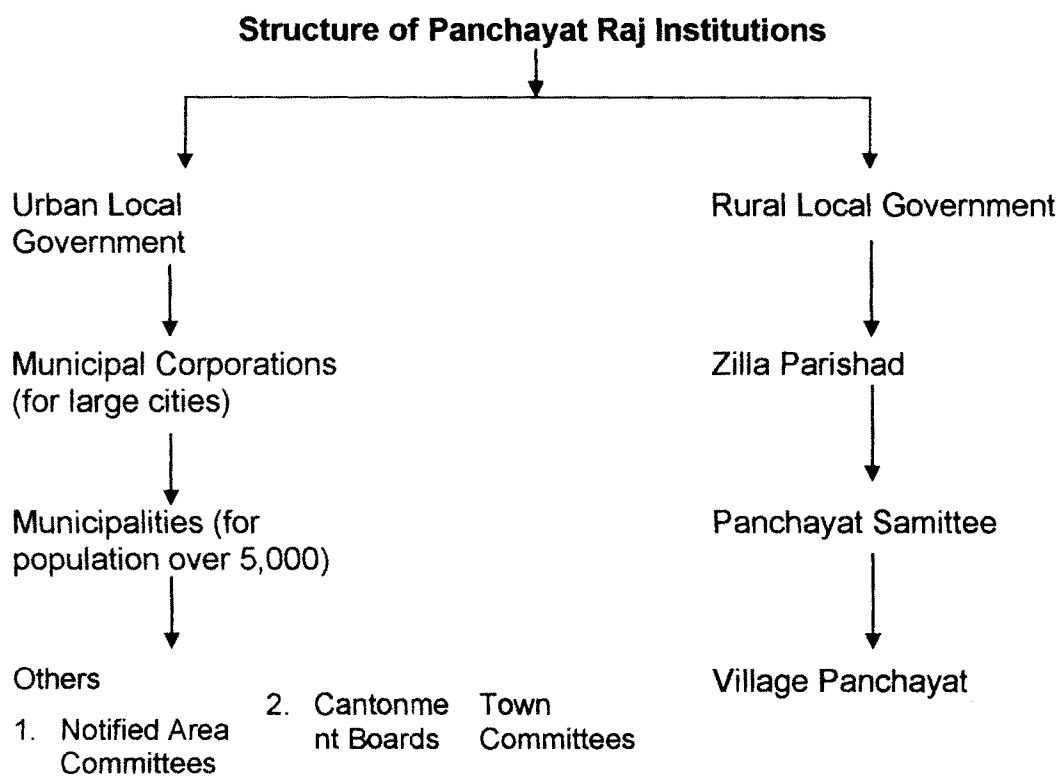 Structure of Panchayat Raj Institutions
Urban Local
Government
Rural Local Government
Municipal Corporations
(for large cities)
Zilla Parishad
Municipalities (for
population over 5,000)
Panchayat Samittee
Others
1. Notified Area
Committees
2. Cantonme
nt Boards
Town
Committees
Village Panchayat